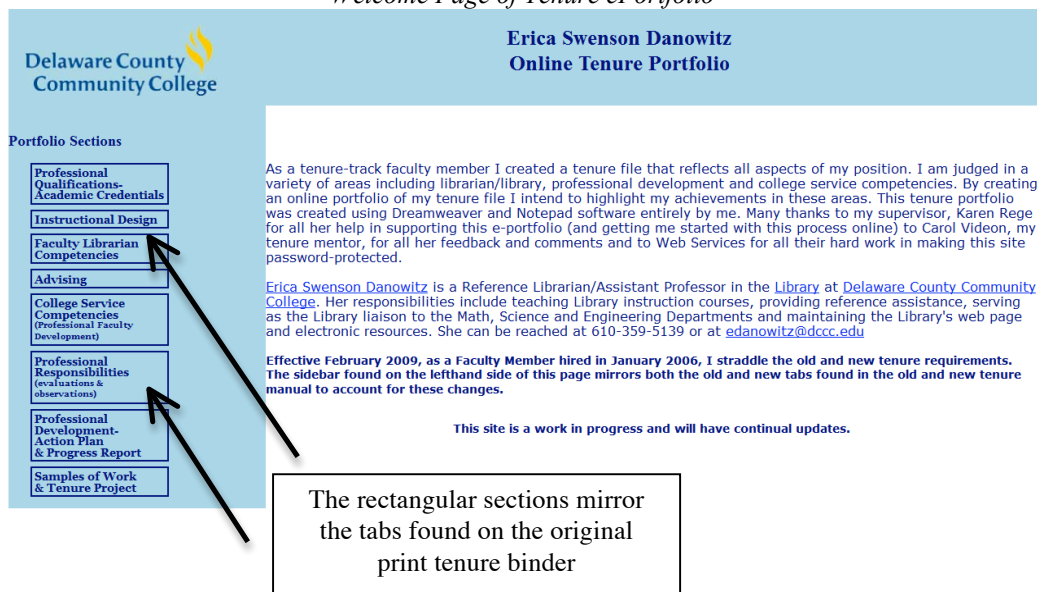 Welcome Page of Tenure ePortfolio
Delaware County
Community College
Erica Swenson Danowitz
Online Tenure Portfolio
Portfolio Sections
Professional
Qualifications-
Academic Credentials
Instructional Design
Faculty Librarian
Competencies
Advising
College Service
Competencies
(Professional Faculty
Development)
Professional
Responsibilities
(evaluations &
observations)
Professional
Development-
Action Plan
& Progress Report
Samples of Work
& Tenure Project
As a tenure-track faculty member I created a tenure file that reflects all aspects of my position. I am judged in a
variety of areas including librarian/library, professional development and college service competencies. By creating
an online portfolio of my tenure file I intend to highlight my achievements in these areas. This tenure portfolio
was created using Dreamweaver and Notepad software entirely by me. Many thanks to my supervisor, Karen Rege
for all her help in supporting this e-portfolio (and getting me started with this process online) to Carol Videon, my
tenure mentor, for all her feedback and comments and to Web Services for all their hard work in making this site
password-protected.
Erica Swenson Danowitz is a Reference Librarian/Assistant Professor in the Library at Delaware County Community
College. Her responsibilities include teaching Library instruction courses, providing reference assistance, serving
as the Library liaison to the Math, Science and Engineering Departments and maintaining the Library's web page
and electronic resources. She can be reached at 610-359-5139 or at edanowitz@dccc.edu
Effective February 2009, as a Faculty Member hired in January 2006, I straddle the old and new tenure requirements.
The sidebar found on the lefthand side of this page mirrors both the old and new tabs found in the old and new tenure
manual to account for these changes.
This site is a work in progress and will have continual updates.
The rectangular sections mirror
the tabs found on the original
print tenure binder